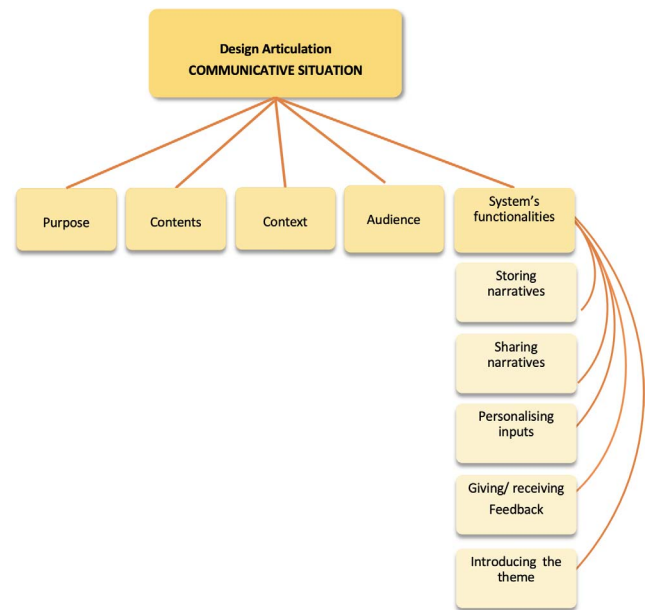 Design Articulation
COMMUNICATIVE SITUATION
Purpose
Contents
Context
Audience
System's
functionalities
Storing
narratives
Sharing
narratives
Personalising
inputs
Giving/ receiving
Feedback
Introducing the
theme